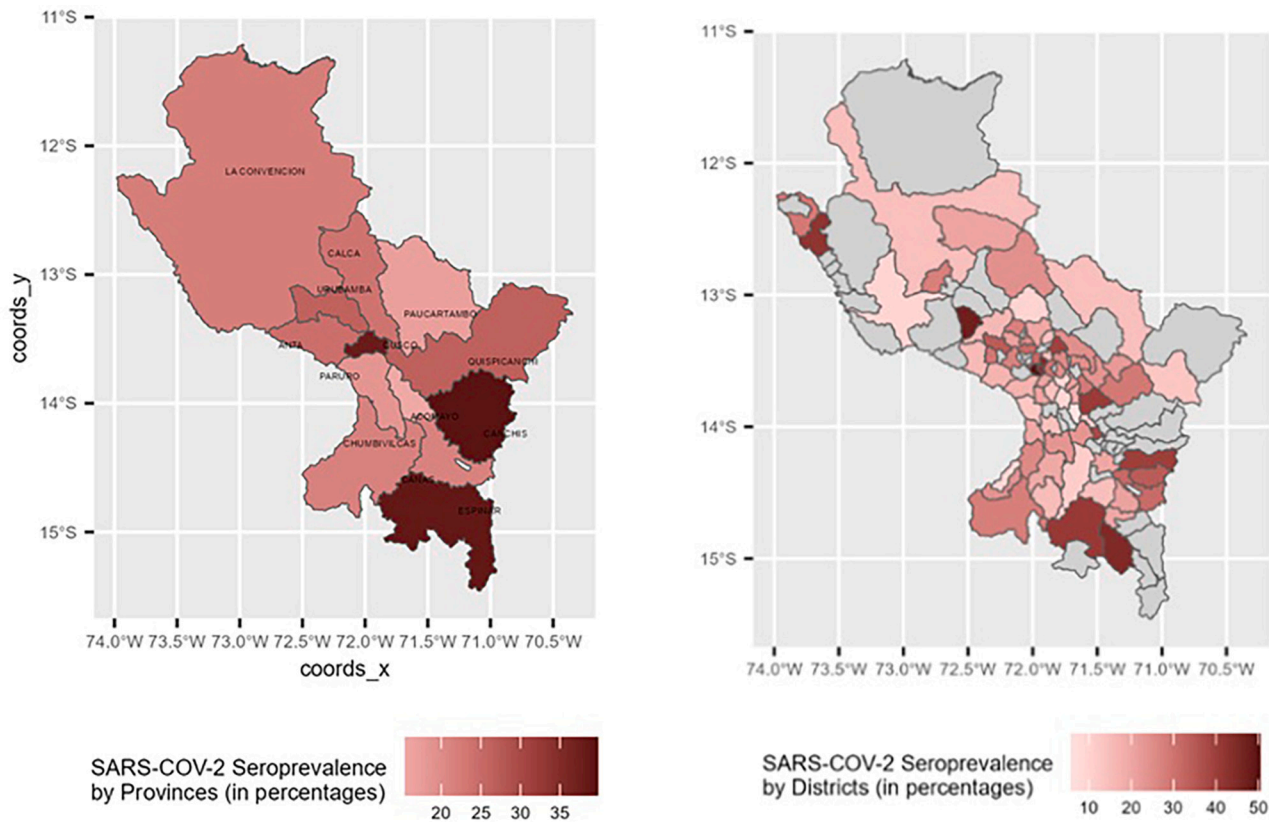 11°S
12°S
13°S
14°S
15°S
coords_y
LA CONVENCION
CALCA
URUBAMBA
PAUCARTAMBO
ANTA
CUSCO
QUISPICANCHI
PARURO
ACOMAYO
CANCHIS
CHUMBIVILCAS
CANAS
ESPINAR
74.0°W 73.5°W 73.0°W 72.5°W 72.0°W 71.5°W 71.0°W 70.5°W
coords_x
SARS-COV-2 Seroprevalence
by Provinces (in percentages)
20 25 30 35
11°S
12°S
13°S
14°S
15°S
74.0°W 73.5°W 73.0°W 72.5°W 72.0°W 71.5°W 71.0°W 70.5°W
SARS-COV-2 Seroprevalence
by Districts (in percentages)
10 20 30 40 50